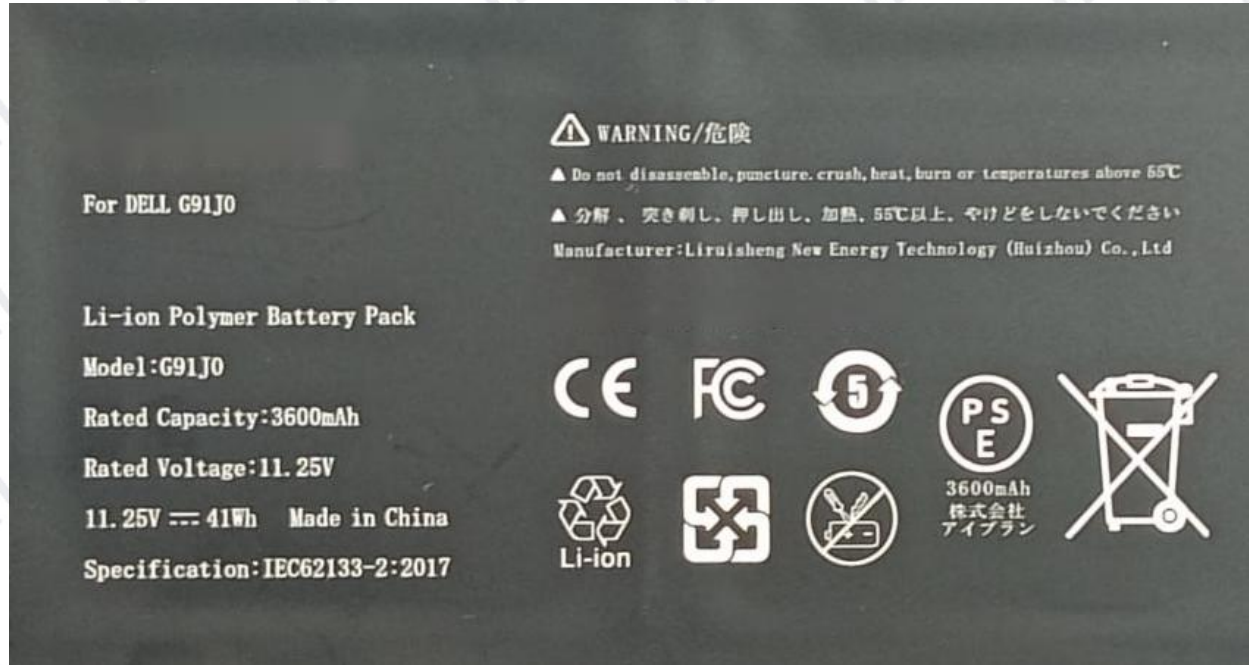 For DELL G91J0
Li-ion Polymer Battery Pack
Model:G91J0
Rated Capacity:3600mAh
Rated Voltage:11.25V
11.25V ⎓ 41Wh Made in China
Specification:IEC62133-2:2017
WARNING/危険
▲ Do not disassemble,puncture.crush,heat,burn or temperatures above 55℃
▲ 分解、突き刺し、押し出し、加熱、55℃以上、やけどをしないでください
Manufacturer:Liruisheng New Energy Technology (Huizhou) Co.,Ltd
CE FC 5
PS
E
3600mAh
株式会社
アイプラン
Li-ion